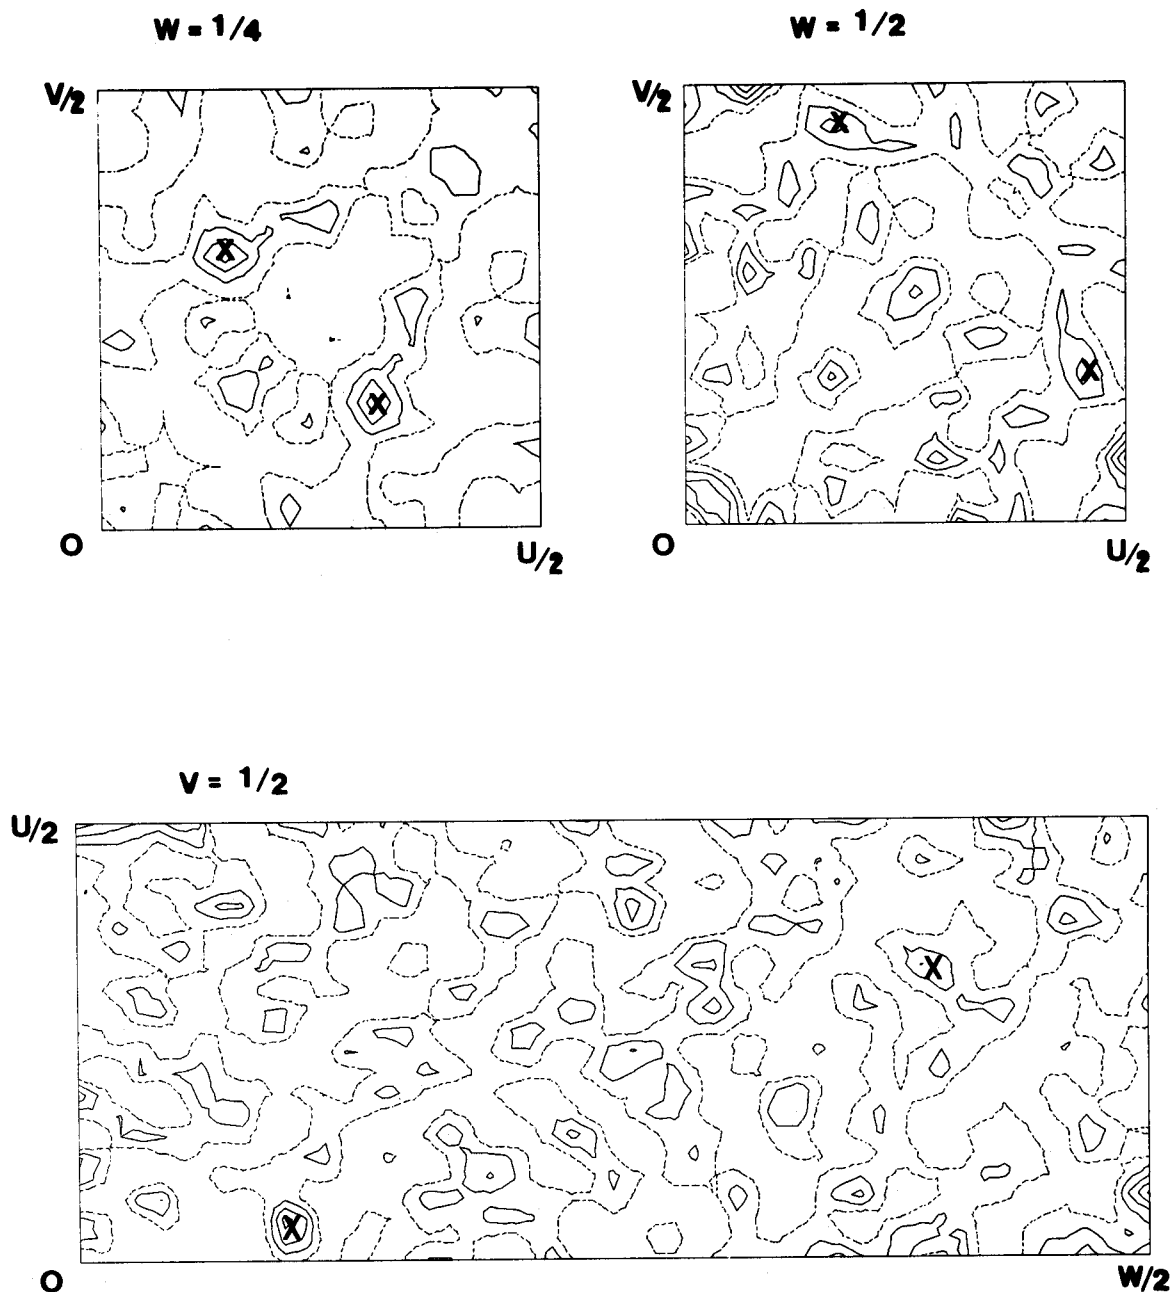 W = 1/4
W = 1/2
V/2
V/2
X
X
X
X
O
U/2
O
U/2
V = 1/2
U/2
X
X
O
W/2